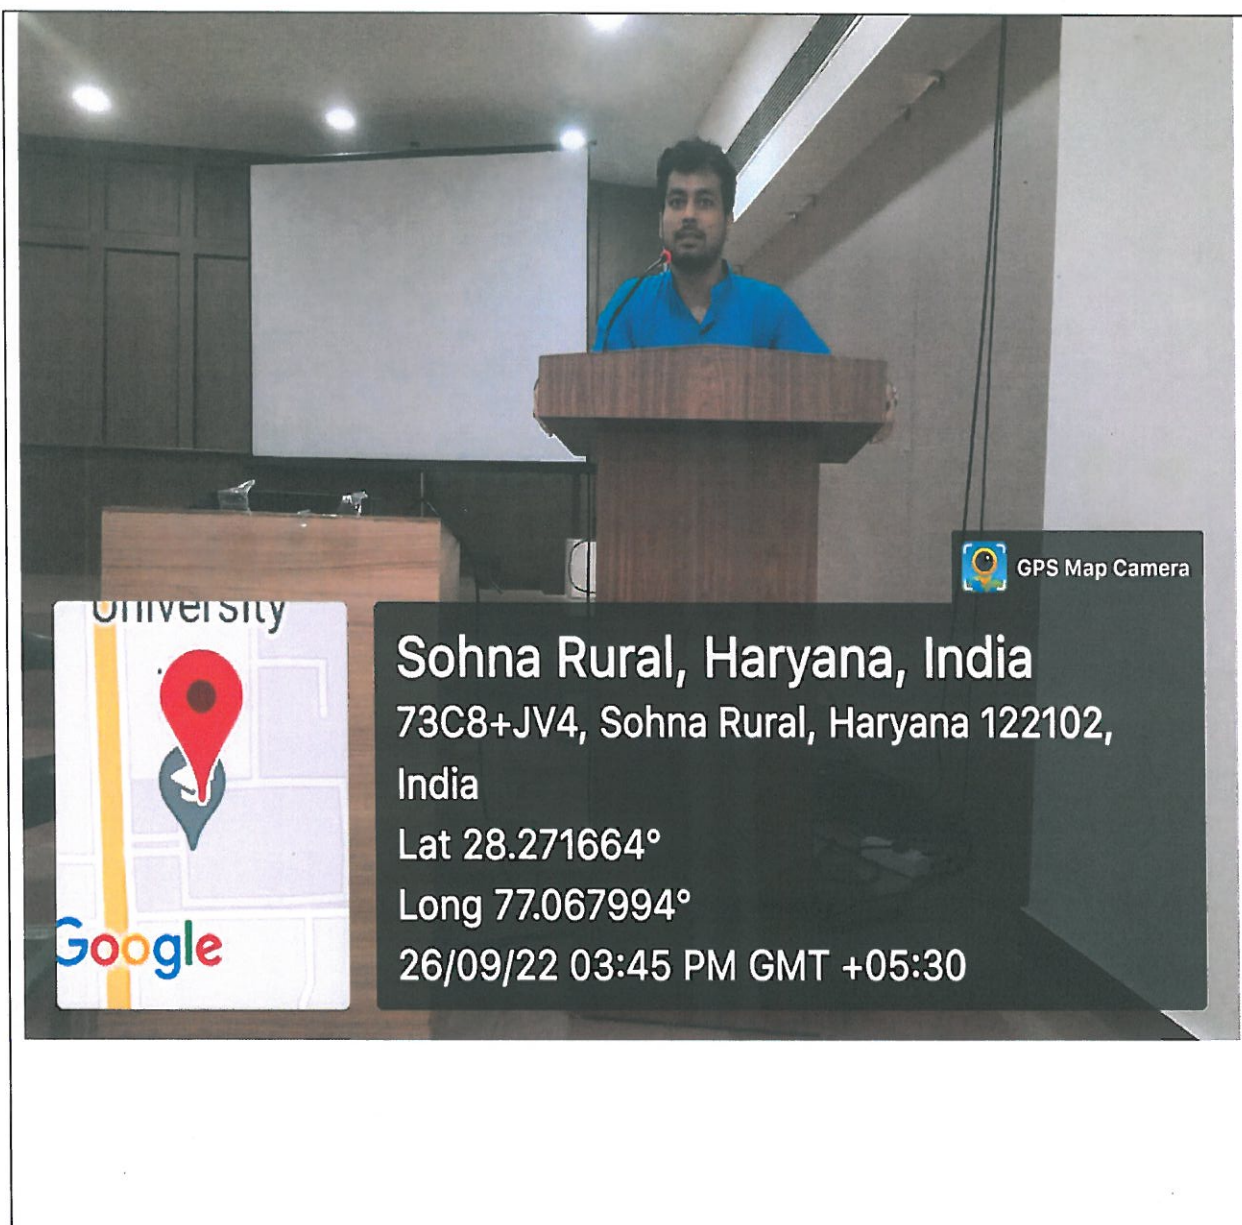 GPS Map Camera
University
Google
Sohna Rural, Haryana, India
73C8+JV4, Sohna Rural, Haryana 122102,
India
Lat 28.271664°
Long 77.067994°
26/09/22 03:45 PM GMT +05:30